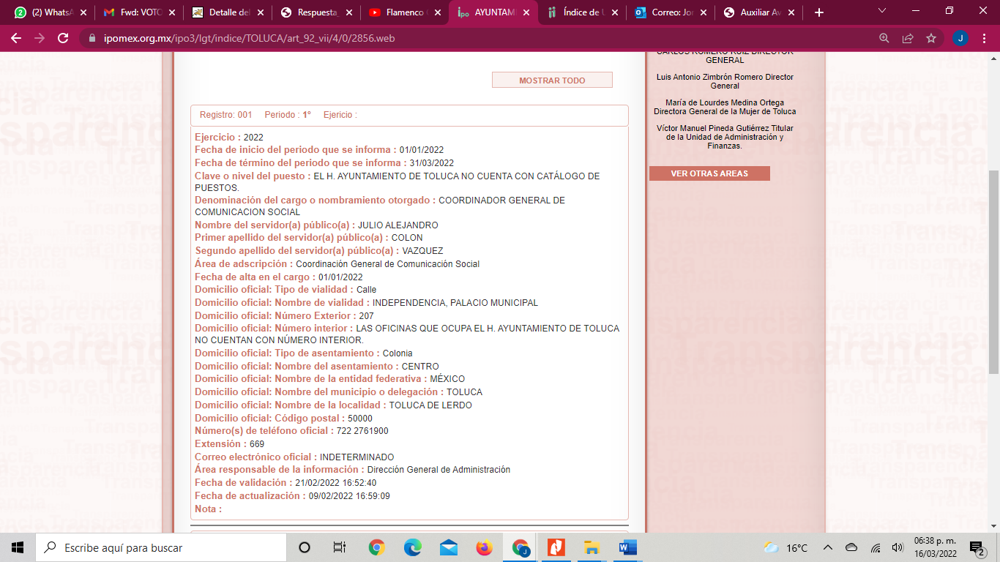 (2) WhatsA
Fwd: VOTO
Detalle del
Respuesta_
Flamenco
AYUNTAM
Índice de
Correo: Jor
Auxiliar Av
ipomex.org.mx/ipo3/lgt/indice/TOLUCA/art_92_vii/4/0/2856.web
J
CARLOS ROMERO RUIZ DIRECTOR
GENERAL
Luis Antonio Zimbrón Romero Director
General
María de Lourdes Medina Ortega
Directora General de la Mujer de Toluca
Víctor Manuel Pineda Gutiérrez Titular
de la Unidad de Administración y
Finanzas.
VER OTRAS AREAS
MOSTRAR TODO
Registro: 001 Periodo : 1° Ejercicio :
Ejercicio : 2022
Fecha de inicio del periodo que se informa : 01/01/2022
Fecha de término del periodo que se informa : 31/03/2022
Clave o nivel del puesto : EL H. AYUNTAMIENTO DE TOLUCA NO CUENTA CON CATÁLOGO DE
PUESTOS.
Denominación del cargo o nombramiento otorgado : COORDINADOR GENERAL DE
COMUNICACION SOCIAL
Nombre del servidor(a) público(a) : JULIO ALEJANDRO
Primer apellido del servidor(a) público(a) : COLON
Segundo apellido del servidor(a) público(a) : VAZQUEZ
Área de adscripción : Coordinación General de Comunicación Social
Fecha de alta en el cargo : 01/01/2022
Domicilio oficial: Tipo de vialidad : Calle
Domicilio oficial: Nombre de vialidad : INDEPENDENCIA, PALACIO MUNICIPAL
Domicilio oficial: Número Exterior : 207
Domicilio oficial: Número interior : LAS OFICINAS QUE OCUPA EL H. AYUNTAMIENTO DE TOLUCA
NO CUENTAN CON NÚMERO INTERIOR.
Domicilio oficial: Tipo de asentamiento : Colonia
Domicilio oficial: Nombre del asentamiento : CENTRO
Domicilio oficial: Nombre de la entidad federativa : MÉXICO
Domicilio oficial: Nombre del municipio o delegación : TOLUCA
Domicilio oficial: Nombre de la localidad : TOLUCA DE LERDO
Domicilio oficial: Código postal : 50000
Número(s) de teléfono oficial : 722 2761900
Extensión : 669
Correo electrónico oficial : INDETERMINADO
Área responsable de la información : Dirección General de Administración
Fecha de validación : 21/02/2022 16:52:40
Fecha de actualización : 09/02/2022 16:59:09
Nota :
Escribe aquí para buscar
16°C
06:38 p. m.
16/03/2022
2